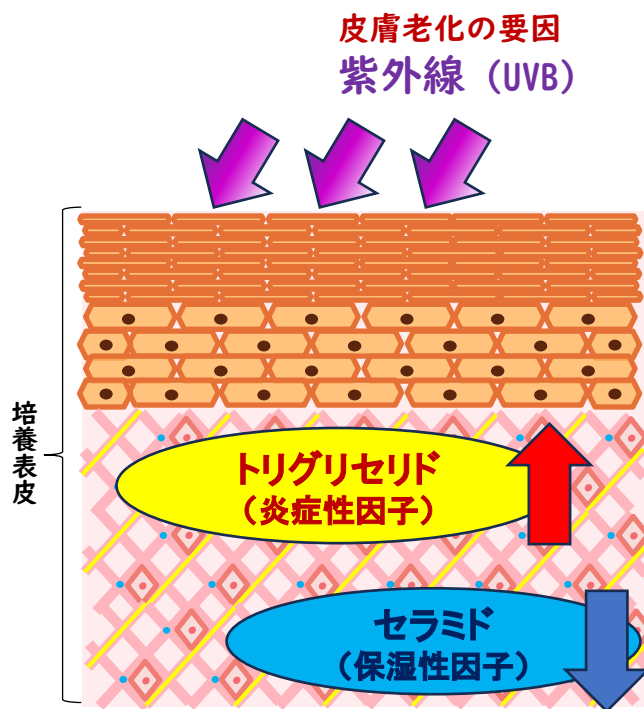 皮膚老化の要因
紫外線（UVB）
培養表皮
トリグリセリド
（炎症性因子）
セラミド
（保湿性因子）